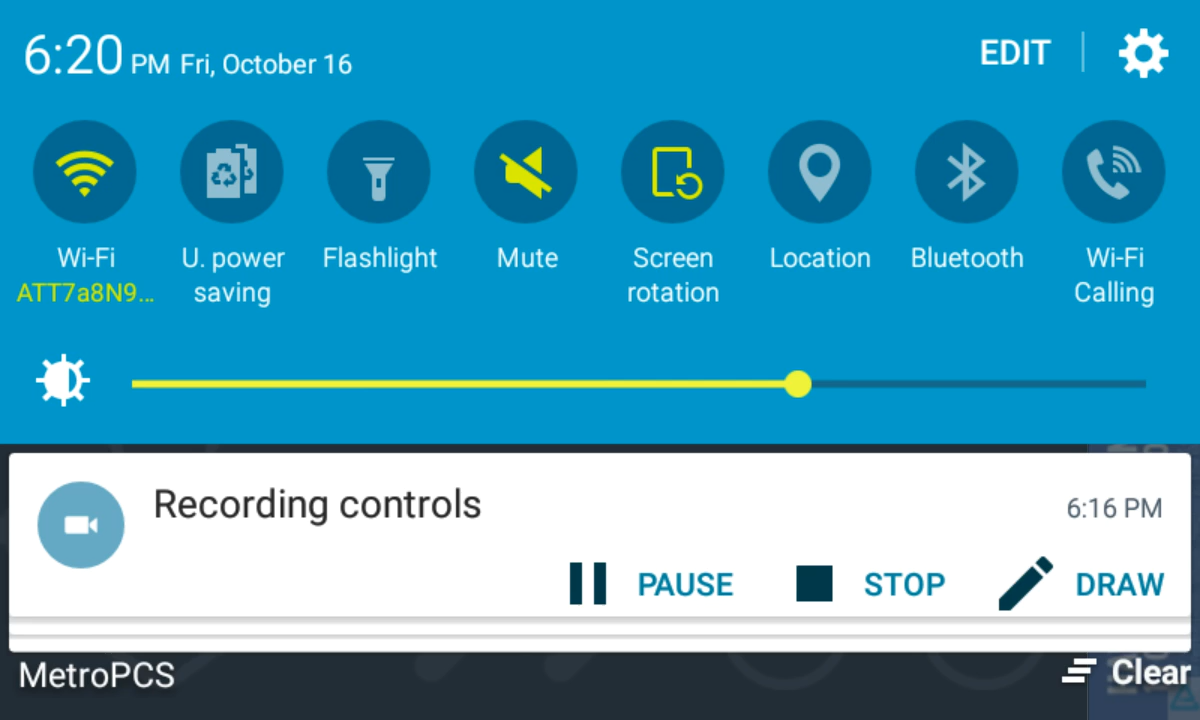 6:20 PM Fri, October 16
EDIT
Wi-Fi
ATT7a8N9...
U. power
saving
Flashlight
Mute
Screen
rotation
Location
Bluetooth
Wi-Fi
Calling
Recording controls
6:16 PM
PAUSE
STOP
DRAW
MetroPCS
Clear